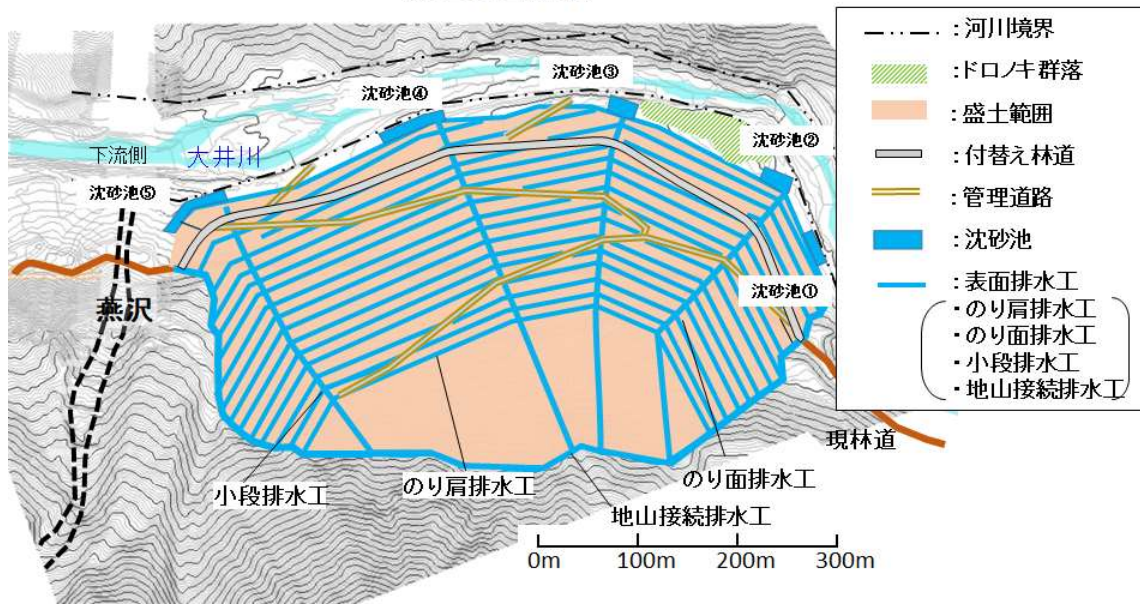 沈砂池③
沈砂池④
下流側
大井川
沈砂池②
沈砂池⑤
沈砂池①
燕沢
現林道
小段排水工
のり肩排水工
のり面排水工
地山接続排水工
0m 100m 200m 300m
:河川境界
:ドロノキ群落
:盛土範囲
:付替え林道
:管理道路
:沈砂池
:表面排水工
・のり肩排水工
・のり面排水工
・小段排水工
・地山接続排水工